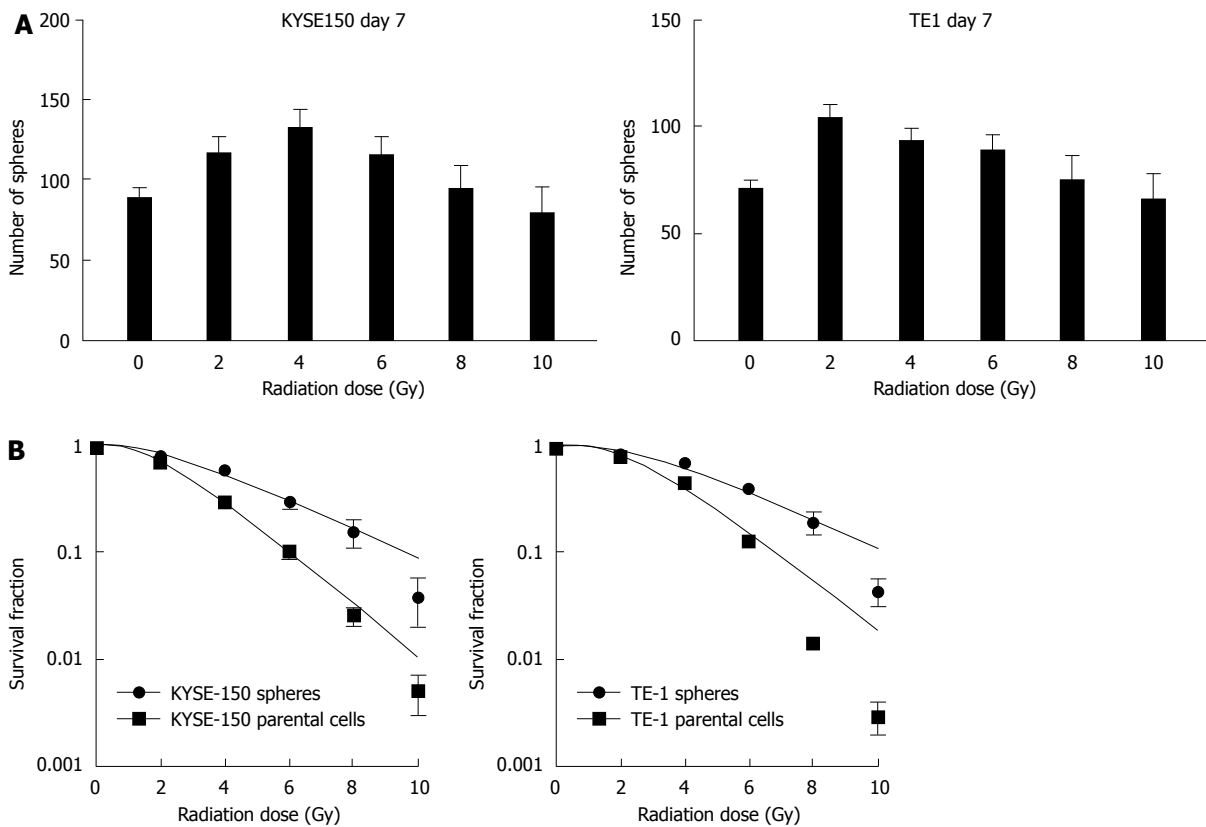 A
KYSE150 day 7
200
150
100
50
0
Number of spheres
0 2 4 6 8 10
Radiation dose (Gy)
TE1 day 7
150
100
50
0
Number of spheres
0 2 4 6 8 10
Radiation dose (Gy)
B
1
0.1
0.01
0.001
Survival fraction
KYSE-150 spheres
KYSE-150 parental cells
0 2 4 6 8 10
Radiation dose (Gy)
1
0.1
0.01
0.001
Survival fraction
TE-1 spheres
TE-1 parental cells
0 2 4 6 8 10
Radiation dose (Gy)